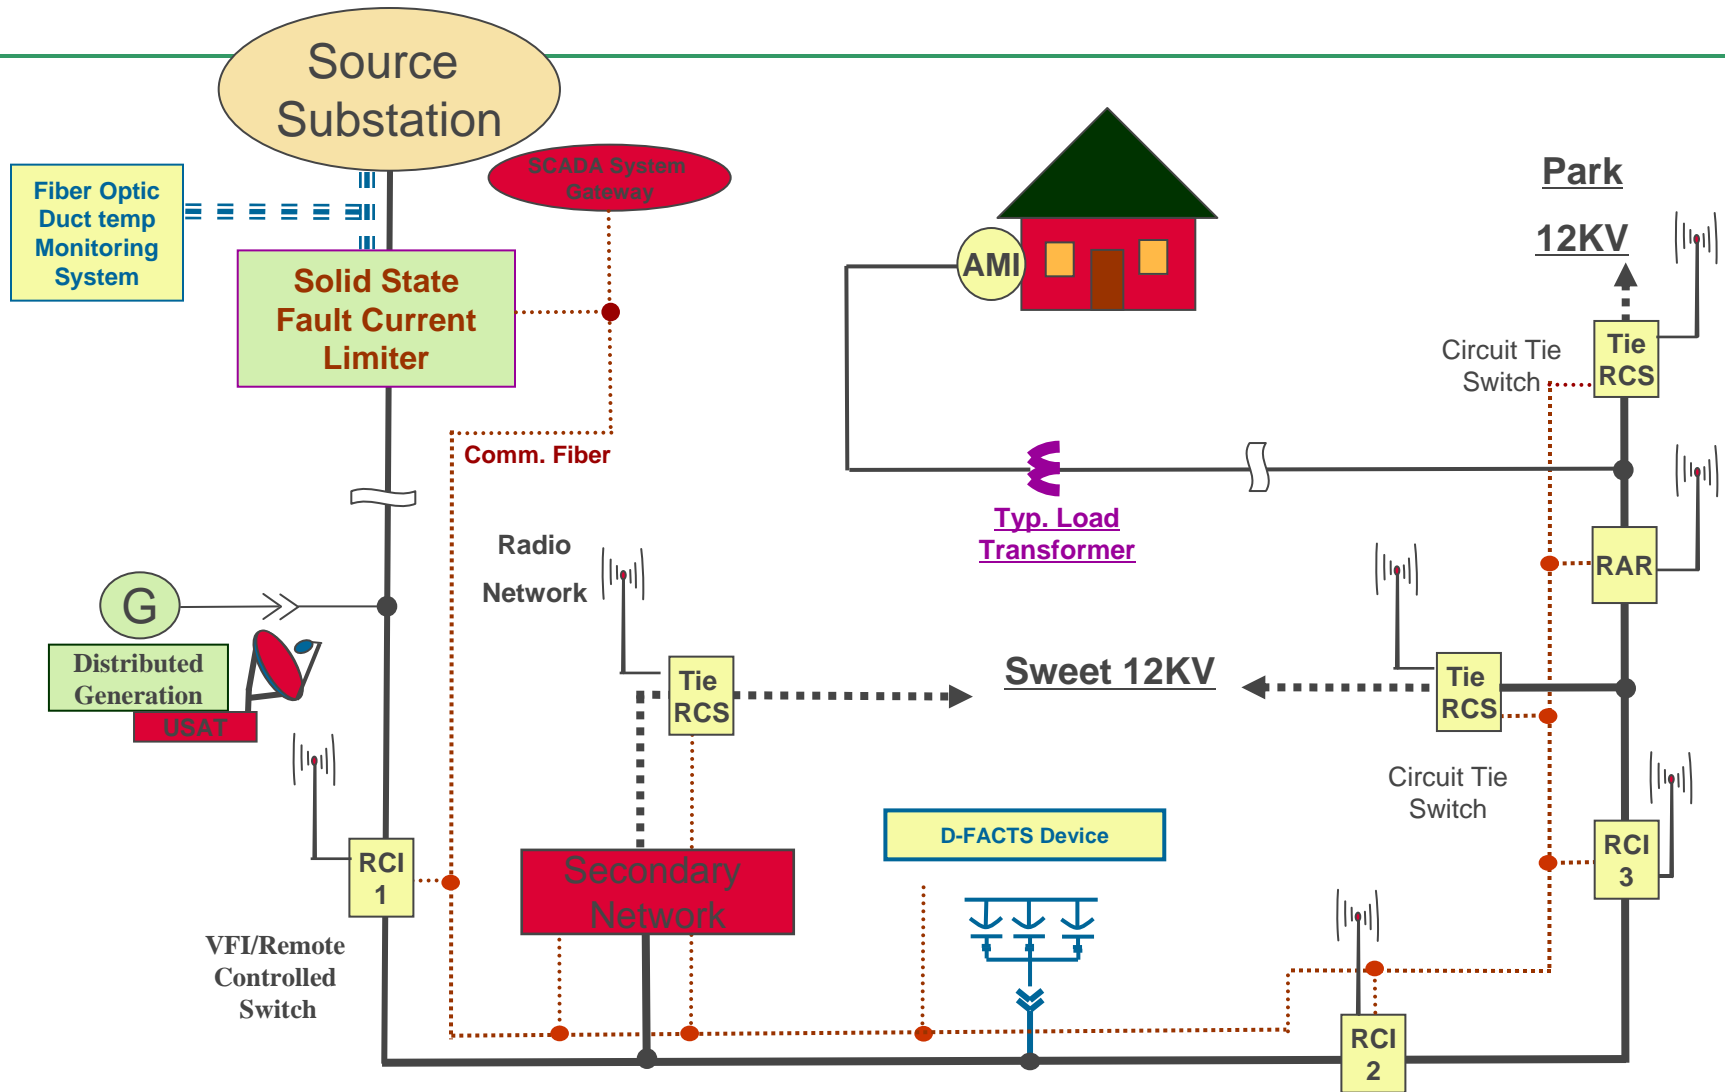 Source
Substation
SCADA System
Gateway
Fiber Optic
Duct temp
Monitoring
System
Solid State
Fault Current
Limiter
AMI
Park
12KV
Circuit Tie
Switch
Tie
RCS
Comm. Fiber
Typ. Load
Transformer
Radio
Network
RAR
G
Distributed
Generation
USAT
Tie
RCS
Sweet 12KV
Tie
RCS
Circuit Tie
Switch
RCI
1
VFI/Remote
Controlled
Switch
Secondary
Network
D-FACTS Device
RCI
3
RCI
2